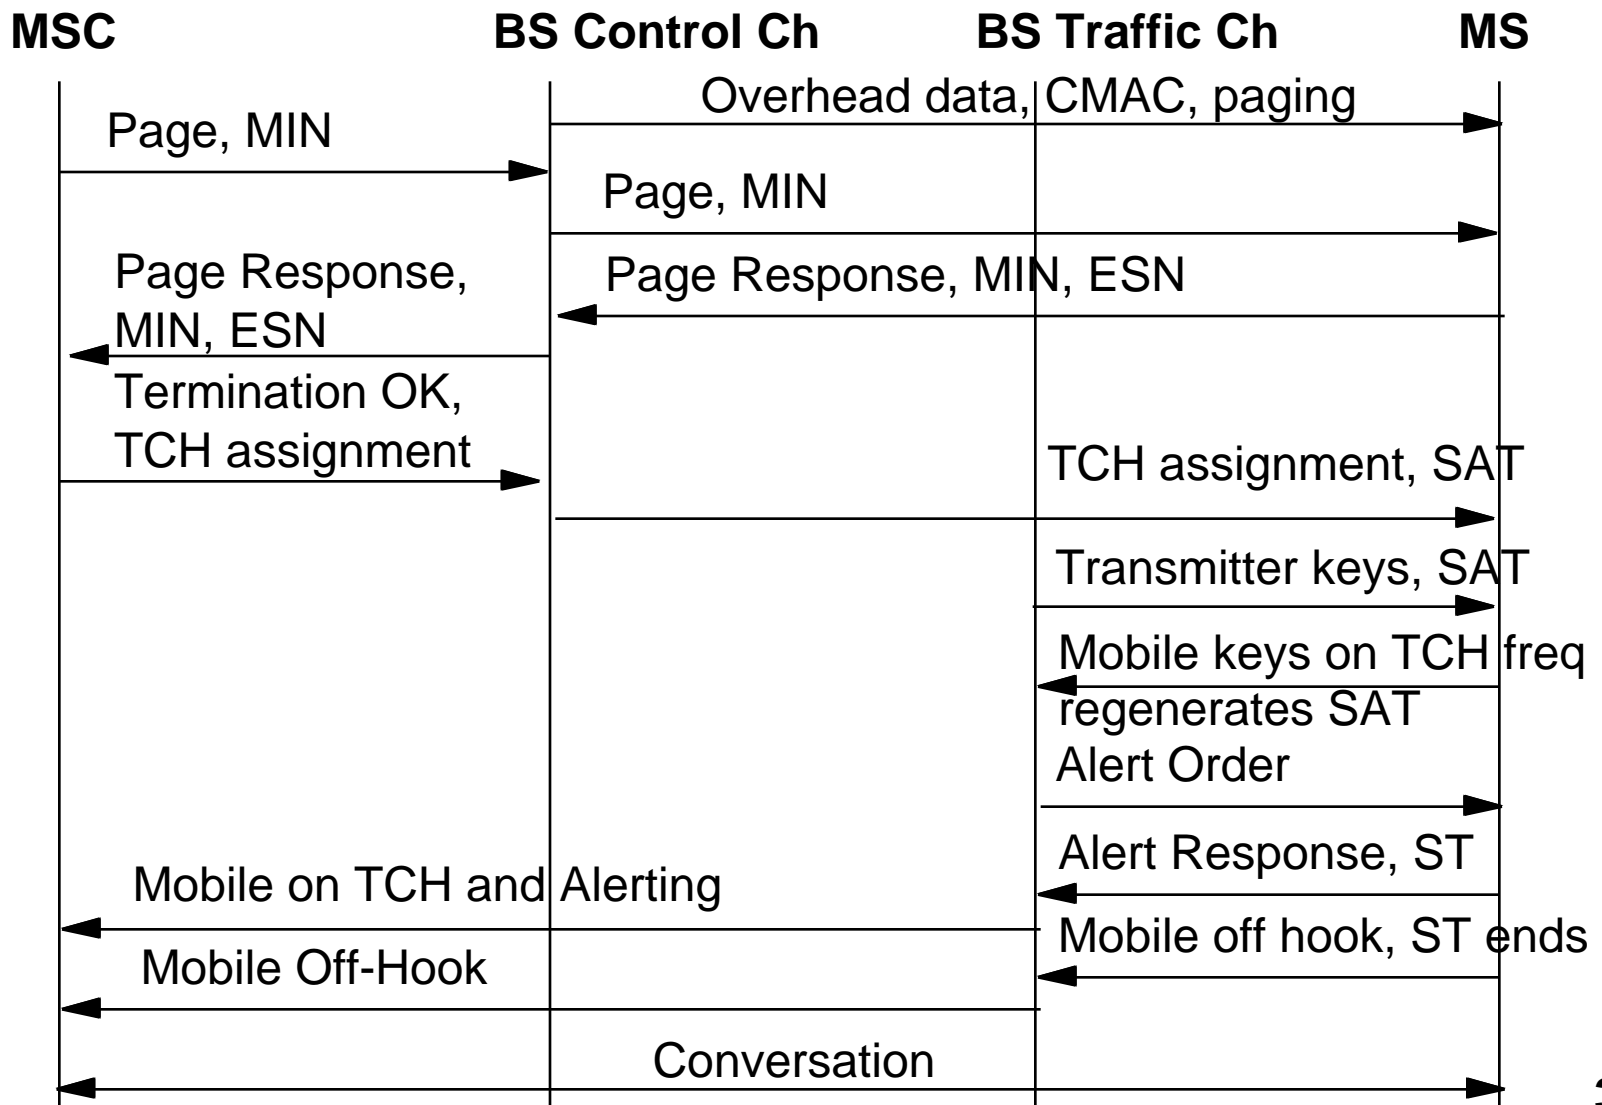 MSC BS Control Ch BS Traffic Ch MS
Overhead data, CMAC, paging
Page, MIN
Page, MIN
Page Response, MIN, ESN
Page Response,
MIN, ESN
Termination OK,
TCH assignment
TCH assignment, SAT
Transmitter keys, SAT
Mobile keys on TCH freq
regenerates SAT
Alert Order
Alert Response, ST
Mobile on TCH and Alerting
Mobile off hook, ST ends
Mobile Off-Hook
Conversation